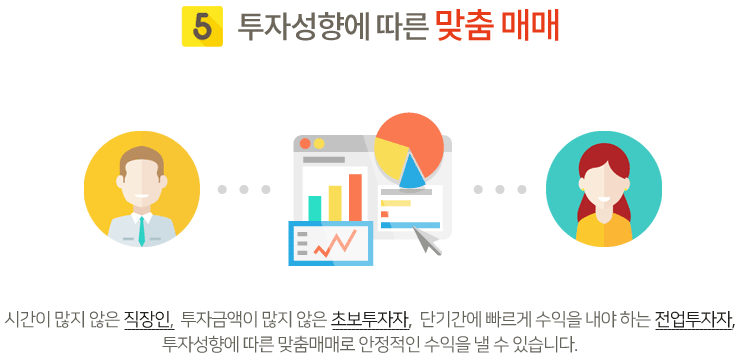 5 투자성향에 따른 맞춤 매매
시간이 많지 않은 직장인, 투자금액이 많지 않은 초보투자자, 단기간에 빠르게 수익을 내야 하는 전업투자자,
투자성향에 따른 맞춤매매로 안정적인 수익을 낼 수 있습니다.